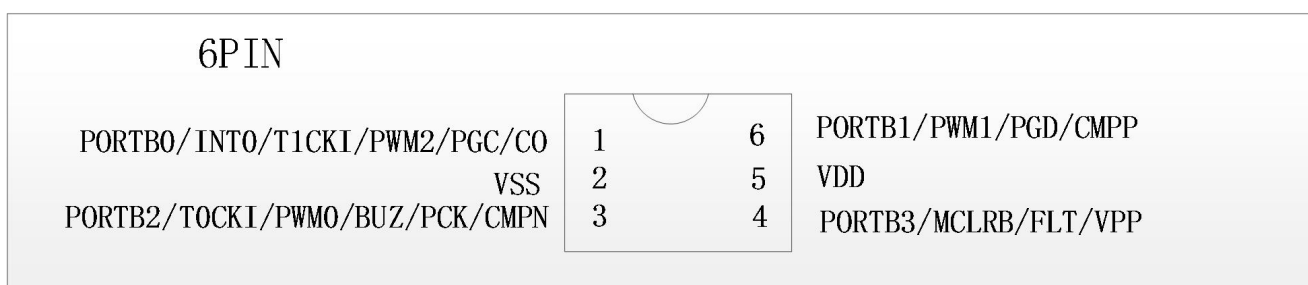 6PIN
PORTB0/INT0/T1CKI/PWM2/PGC/CO 1 6 PORTB1/PWM1/PGD/CMPP
VSS 2 5 VDD
PORTB2/T0CKI/PWM0/BUZ/PCK/CMPN 3 4 PORTB3/MCLRB/FLT/VPP